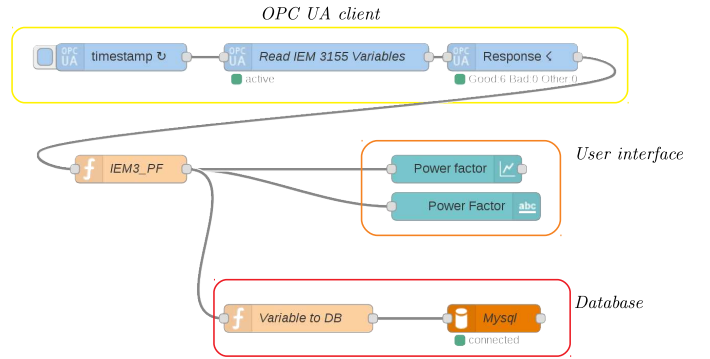 OPC UA client
OPC UA timestamp ↻
OPC UA Read IEM 3155 Variables
OPC UA Response
active
Good:6 Bad:0 Other:0
IEM3_PF
Power factor
User interface
Power Factor abc
Variable to DB
Mysql
Database
connected